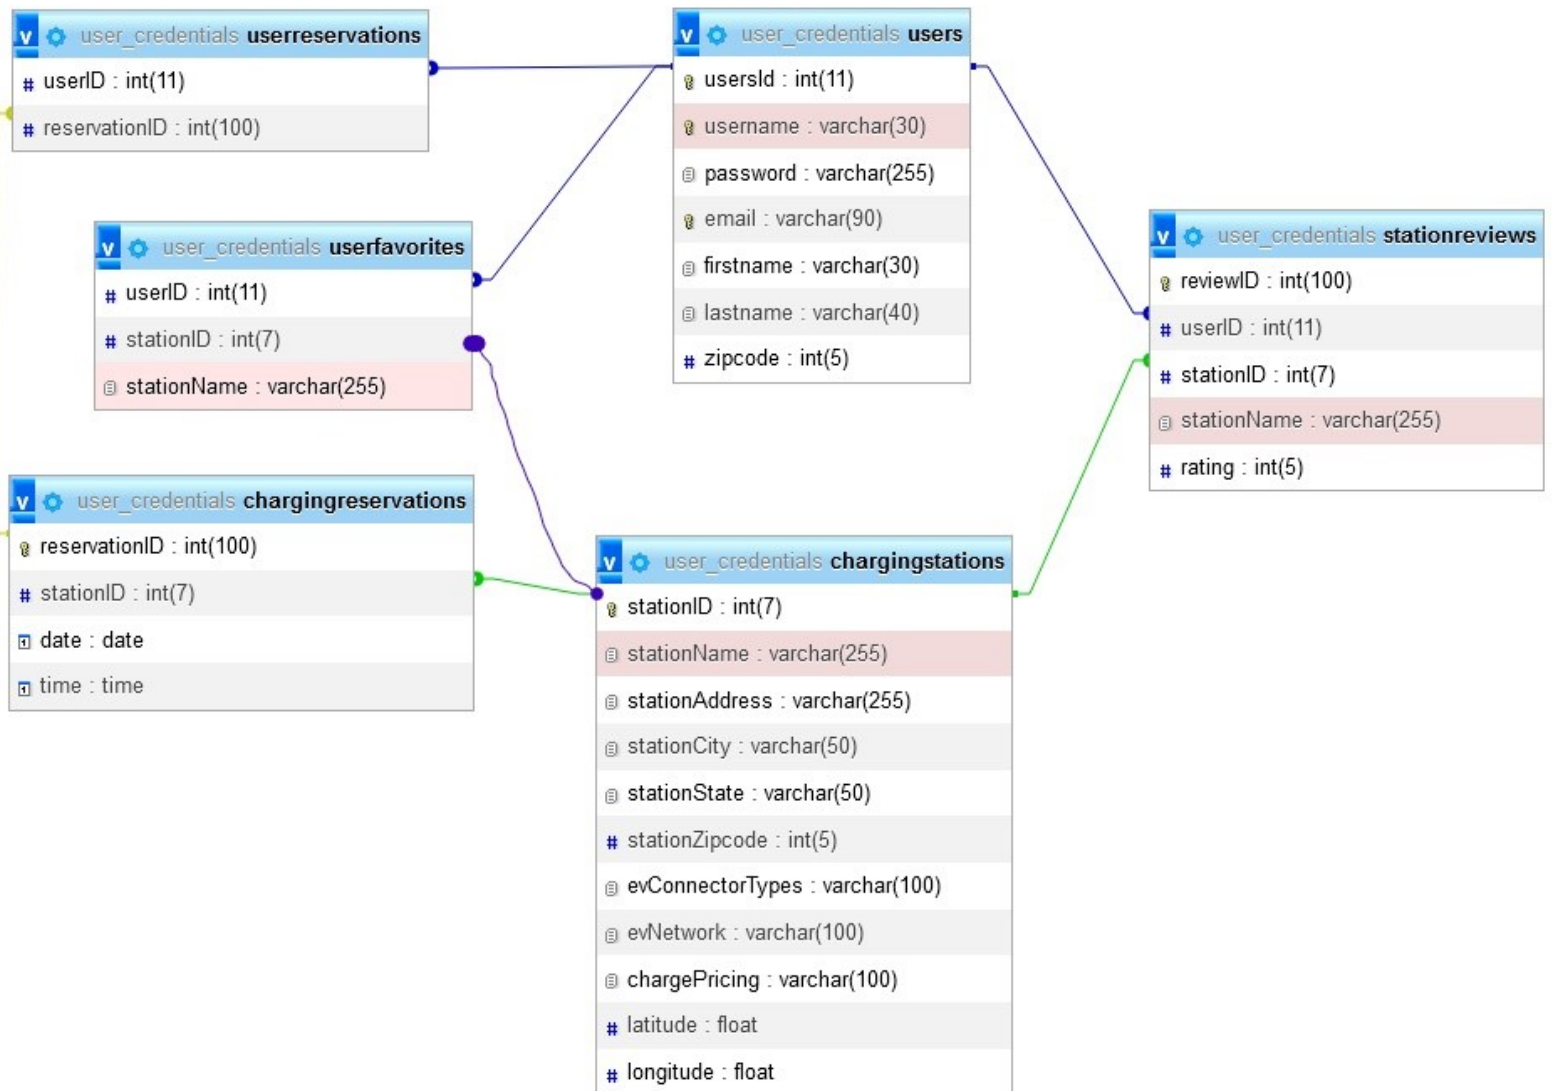 user_credentials userreservations
userID : int(11)
reservationID : int(100)
user_credentials users
usersId : int(11)
username : varchar(30)
password : varchar(255)
email : varchar(90)
firstname : varchar(30)
lastname : varchar(40)
zipcode : int(5)
user_credentials userfavorites
userID : int(11)
stationID : int(7)
stationName : varchar(255)
user_credentials stationreviews
reviewID : int(100)
userID : int(11)
stationID : int(7)
stationName : varchar(255)
rating : int(5)
user_credentials chargingreservations
reservationID : int(100)
stationID : int(7)
date : date
time : time
user_credentials chargingstations
stationID : int(7)
stationName : varchar(255)
stationAddress : varchar(255)
stationCity : varchar(50)
stationState : varchar(50)
stationZipcode : int(5)
evConnectorTypes : varchar(100)
evNetwork : varchar(100)
chargePricing : varchar(100)
latitude : float
longitude : float